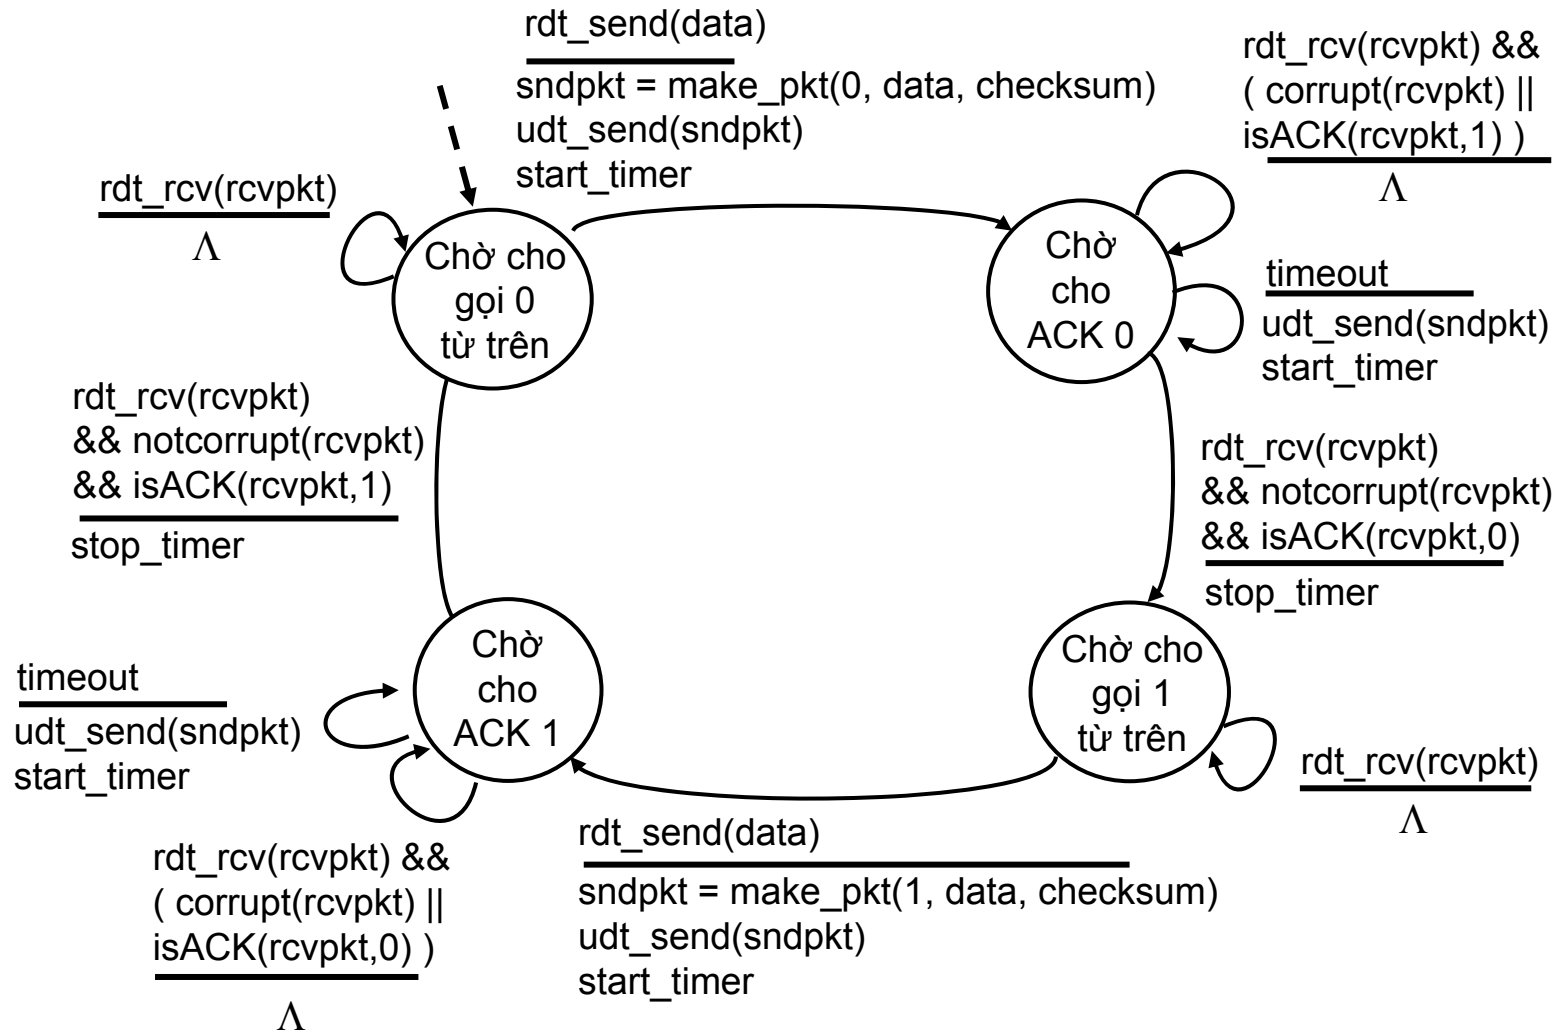 rdt_send(data)
sndpkt = make_pkt(0, data, checksum)
udt_send(sndpkt)
start_timer
rdt_rcv(rcvpkt) &&
( corrupt(rcvpkt) ||
isACK(rcvpkt,1) )
Λ
rdt_rcv(rcvpkt)
Λ
Chờ cho
gọi 0
từ trên
Chờ
cho
ACK 0
timeout
udt_send(sndpkt)
start_timer
rdt_rcv(rcvpkt)
&& notcorrupt(rcvpkt)
&& isACK(rcvpkt,1)
stop_timer
rdt_rcv(rcvpkt)
&& notcorrupt(rcvpkt)
&& isACK(rcvpkt,0)
stop_timer
timeout
udt_send(sndpkt)
start_timer
Chờ
cho
ACK 1
Chờ cho
gọi 1
từ trên
rdt_rcv(rcvpkt)
Λ
rdt_rcv(rcvpkt) &&
( corrupt(rcvpkt) ||
isACK(rcvpkt,0) )
Λ
rdt_send(data)
sndpkt = make_pkt(1, data, checksum)
udt_send(sndpkt)
start_timer